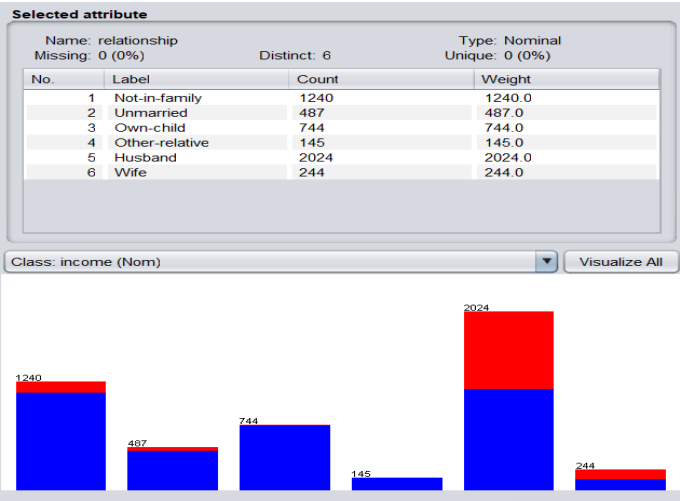 Selected attribute
Name: relationship Type: Nominal
Missing: 0 (0%) Distinct: 6 Unique: 0 (0%)
No. Label Count Weight
1 Not-in-family 1240 1240.0
2 Unmarried 487 487.0
3 Own-child 744 744.0
4 Other-relative 145 145.0
5 Husband 2024 2024.0
6 Wife 244 244.0
Class: income (Nom) Visualize All
2024
1240
744
487
244
145